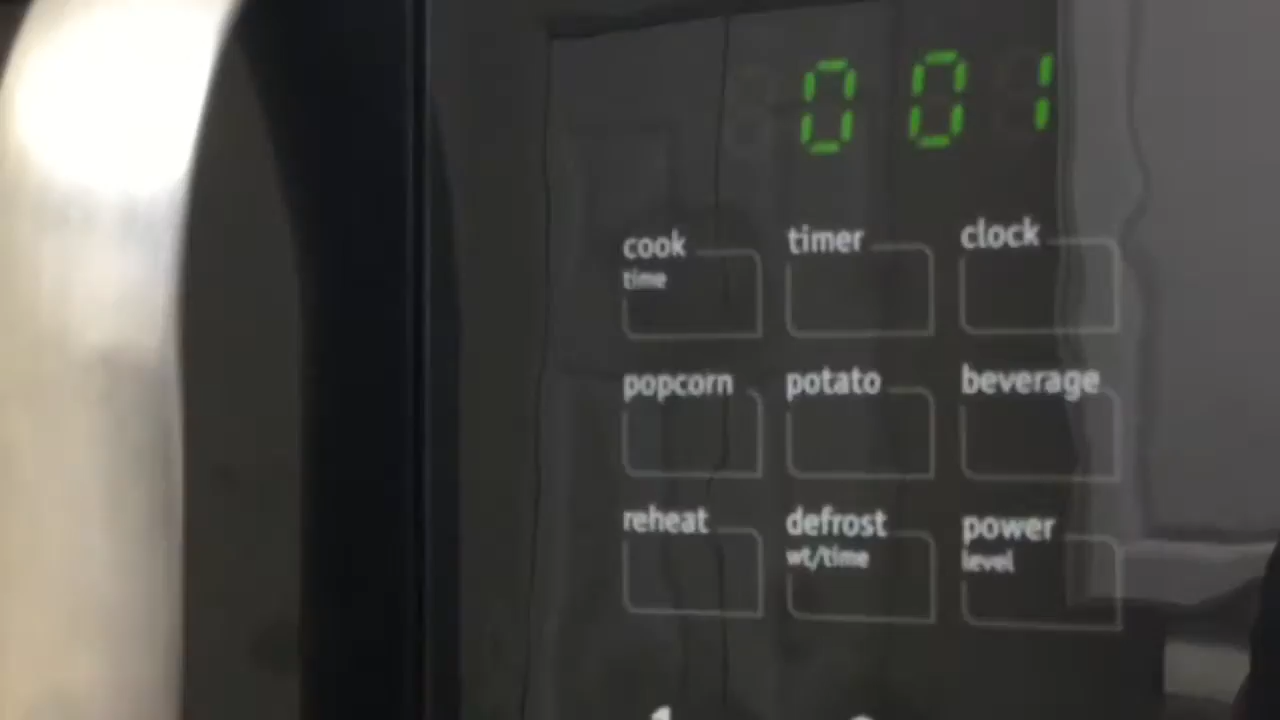 001
cook timer clock
time
popcorn potato beverage
reheat defrost power
wt/time level